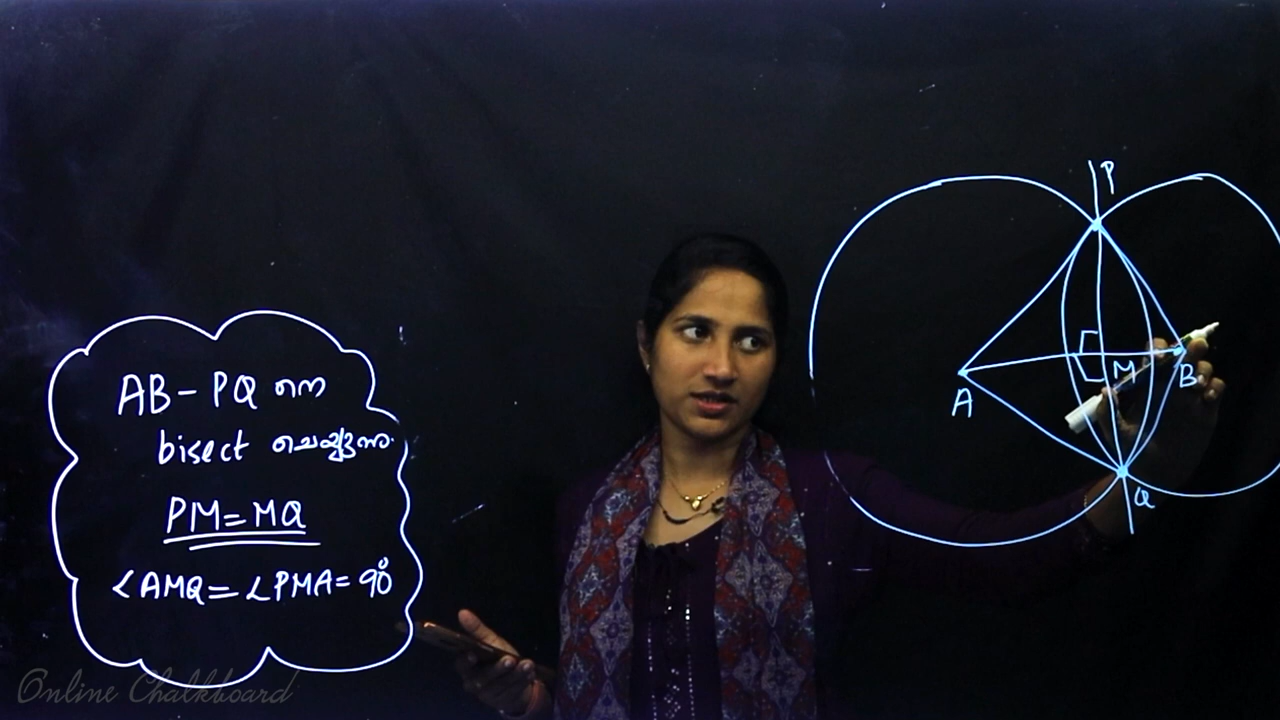 AB – PQ നെ
bisect ചെയ്യുന്നു.
PM = MQ
∠AMQ = ∠PMA = 90°
P
A
M
B
Q
Online Chalkboard